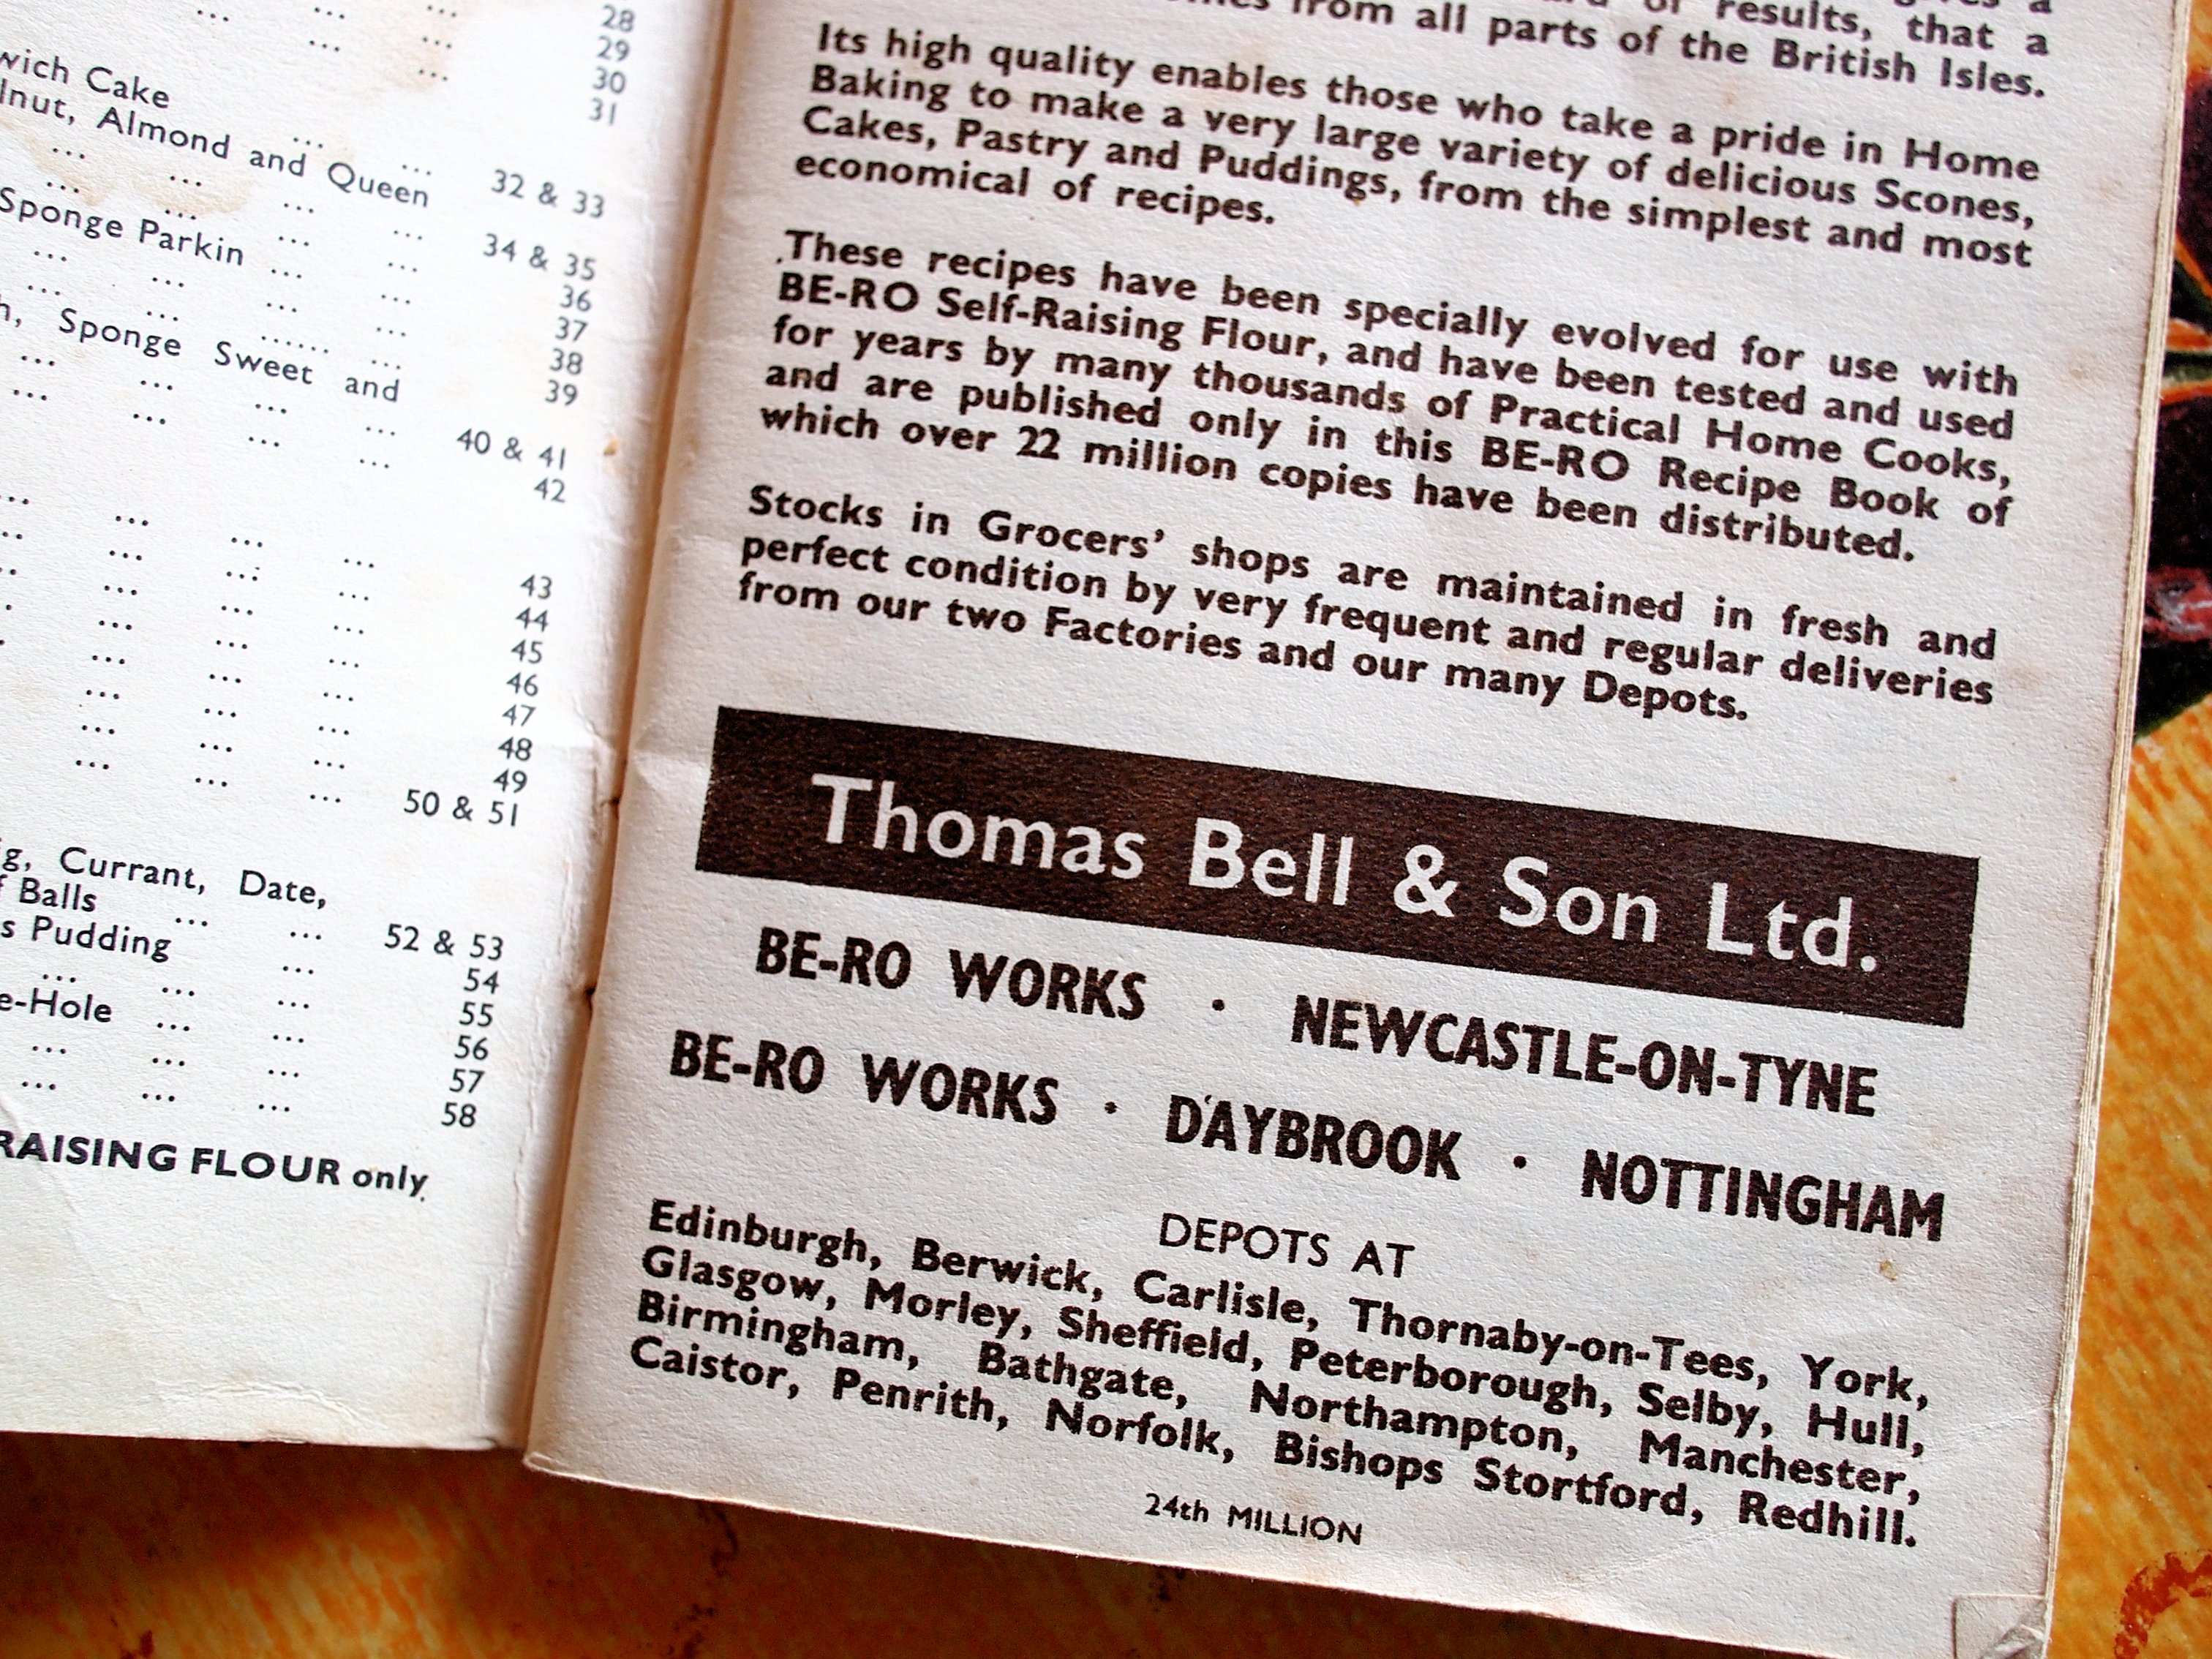 28
29
30
31
wich Cake
32 & 33
lnut, Almond and Queen
34 & 35
36
Sponge Parkin
37
38
39
h, Sponge Sweet and
40 & 41
42
43
44
45
46
47
48
49
50 & 51
g, Currant, Date,
52 & 53
f Balls
54
s Pudding
55
56
e-Hole
57
58
RAISING FLOUR only.
of results, that a
from all parts of the British Isles.
Its high quality enables those who take a pride in Home
Baking to make a very large variety of delicious Scones,
Cakes, Pastry and Puddings, from the simplest and most
economical of recipes.
These recipes have been specially evolved for use with
BE-RO Self-Raising Flour, and have been tested and used
for years by many thousands of Practical Home Cooks,
and are published only in this BE-RO Recipe Book of
which over 22 million copies have been distributed.
Stocks in Grocers' shops are maintained in fresh and
perfect condition by very frequent and regular deliveries
from our two Factories and our many Depots.
Thomas Bell & Son Ltd.
BE-RO WORKS · NEWCASTLE-ON-TYNE
BE-RO WORKS · DAYBROOK · NOTTINGHAM
DEPOTS AT
Edinburgh, Berwick, Carlisle, Thornaby-on-Tees, York,
Glasgow, Morley, Sheffield, Peterborough, Selby, Hull,
Birmingham, Bathgate, Northampton, Manchester,
Caistor, Penrith, Norfolk, Bishops Stortford, Redhill.
24th MILLION